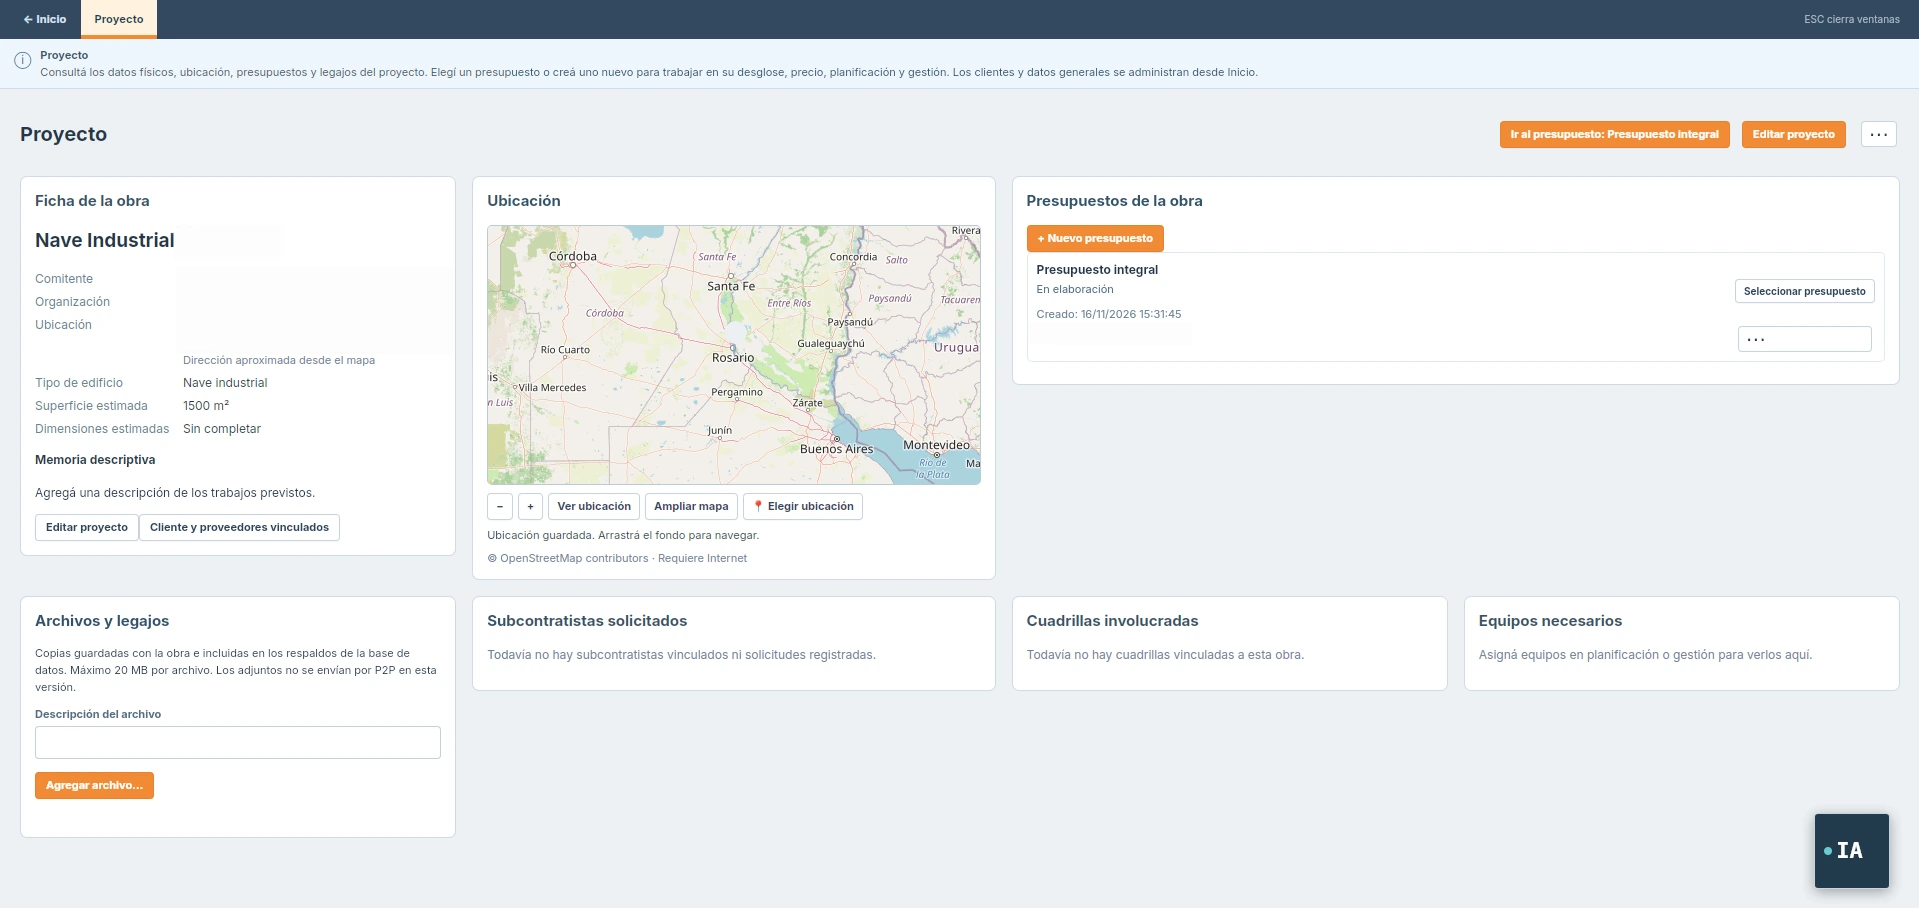 ← Inicio
Proyecto
ESC cierra ventanas
Proyecto
Consultá los datos físicos, ubicación, presupuestos y legajos del proyecto. Elegí un presupuesto o creá uno nuevo para trabajar en su desglose, precio, planificación y gestión. Los clientes y datos generales se administran desde Inicio.
Proyecto
Ir al presupuesto: Presupuesto integral
Editar proyecto
...
Ficha de la obra
Nave Industrial
Comitente
Organización
Ubicación
Dirección aproximada desde el mapa
Tipo de edificio Nave industrial
Superficie estimada 1500 m²
Dimensiones estimadas Sin completar
Memoria descriptiva
Agregá una descripción de los trabajos previstos.
Editar proyecto
Cliente y proveedores vinculados
Ubicación
Rivera
Córdoba
Santa Fe
Concordia
Salto
Santa Fe
Entre Ríos
Paysandú
Tacuarem
Córdoba
Paysandú
Río Cuarto
Rosario
Gualeguaychú
Urugua
is
Villa Mercedes
Pergamino
n Luis
Zárate
Junín
Buenos Aires
Montevideo
Río de
la Plata
Ma
−
+
Ver ubicación
Ampliar mapa
📍 Elegir ubicación
Ubicación guardada. Arrastrá el fondo para navegar.
© OpenStreetMap contributors · Requiere Internet
Presupuestos de la obra
+ Nuevo presupuesto
Presupuesto integral
En elaboración
Creado: 16/11/2026 15:31:45
Seleccionar presupuesto
...
Archivos y legajos
Copias guardadas con la obra e incluidas en los respaldos de la base de
datos. Máximo 20 MB por archivo. Los adjuntos no se envían por P2P en esta
versión.
Descripción del archivo
Agregar archivo...
Subcontratistas solicitados
Todavía no hay subcontratistas vinculados ni solicitudes registradas.
Cuadrillas involucradas
Todavía no hay cuadrillas vinculadas a esta obra.
Equipos necesarios
Asigná equipos en planificación o gestión para verlos aquí.
IA